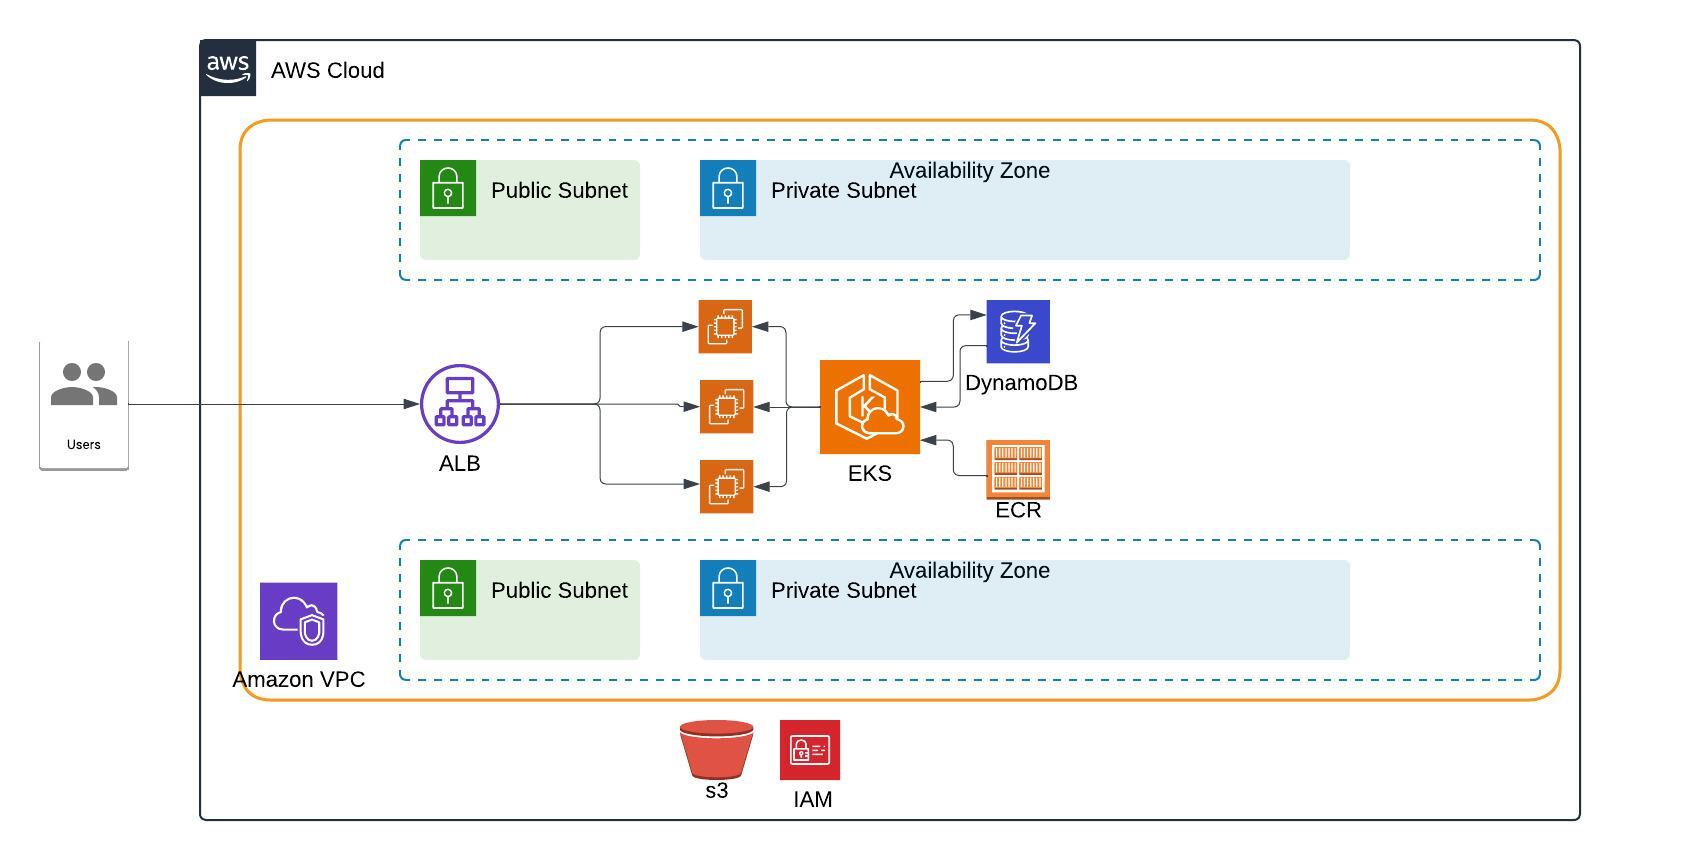 aws
AWS Cloud
Availability Zone
Public Subnet
Private Subnet
Users
ALB
EKS
DynamoDB
ECR
Availability Zone
Public Subnet
Private Subnet
Amazon VPC
s3
IAM